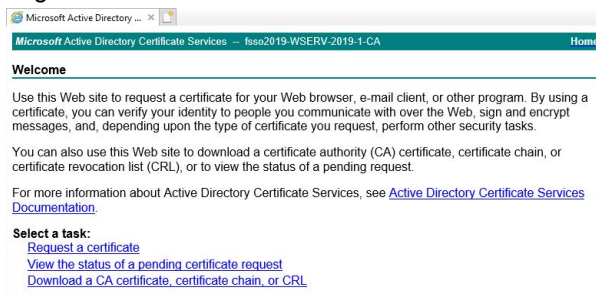 Microsoft Active Directory ...
Microsoft Active Directory Certificate Services -- fsso2019-WSERV-2019-1-CA Home
Welcome
Use this Web site to request a certificate for your Web browser, e-mail client, or other program. By using a
certificate, you can verify your identity to people you communicate with over the Web, sign and encrypt
messages, and, depending upon the type of certificate you request, perform other security tasks.
You can also use this Web site to download a certificate authority (CA) certificate, certificate chain, or
certificate revocation list (CRL), or to view the status of a pending request.
For more information about Active Directory Certificate Services, see Active Directory Certificate Services
Documentation.
Select a task:
Request a certificate
View the status of a pending certificate request
Download a CA certificate, certificate chain, or CRL